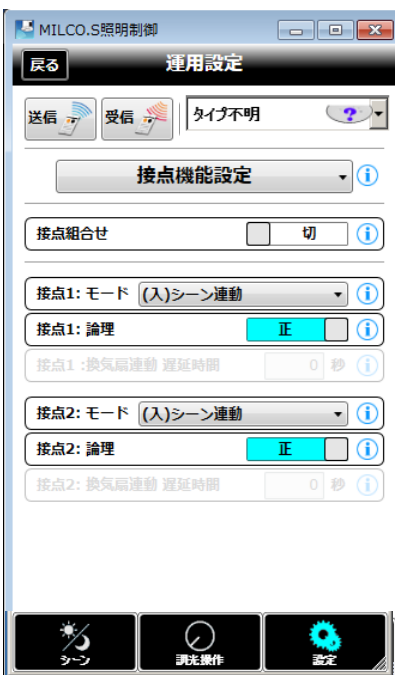 MILCO.S照明制御
戻る 運用設定
送信 受信 タイプ不明 ?
接点機能設定 i
接点組合せ 切 i
接点1: モード (入)シーン連動 i
接点1: 論理 正 i
接点1 :換気扇連動 遅延時間 0 秒 i
接点2: モード (入)シーン連動 i
接点2: 論理 正 i
接点2: 換気扇連動 遅延時間 0 秒 i
シーン 調光操作 設定